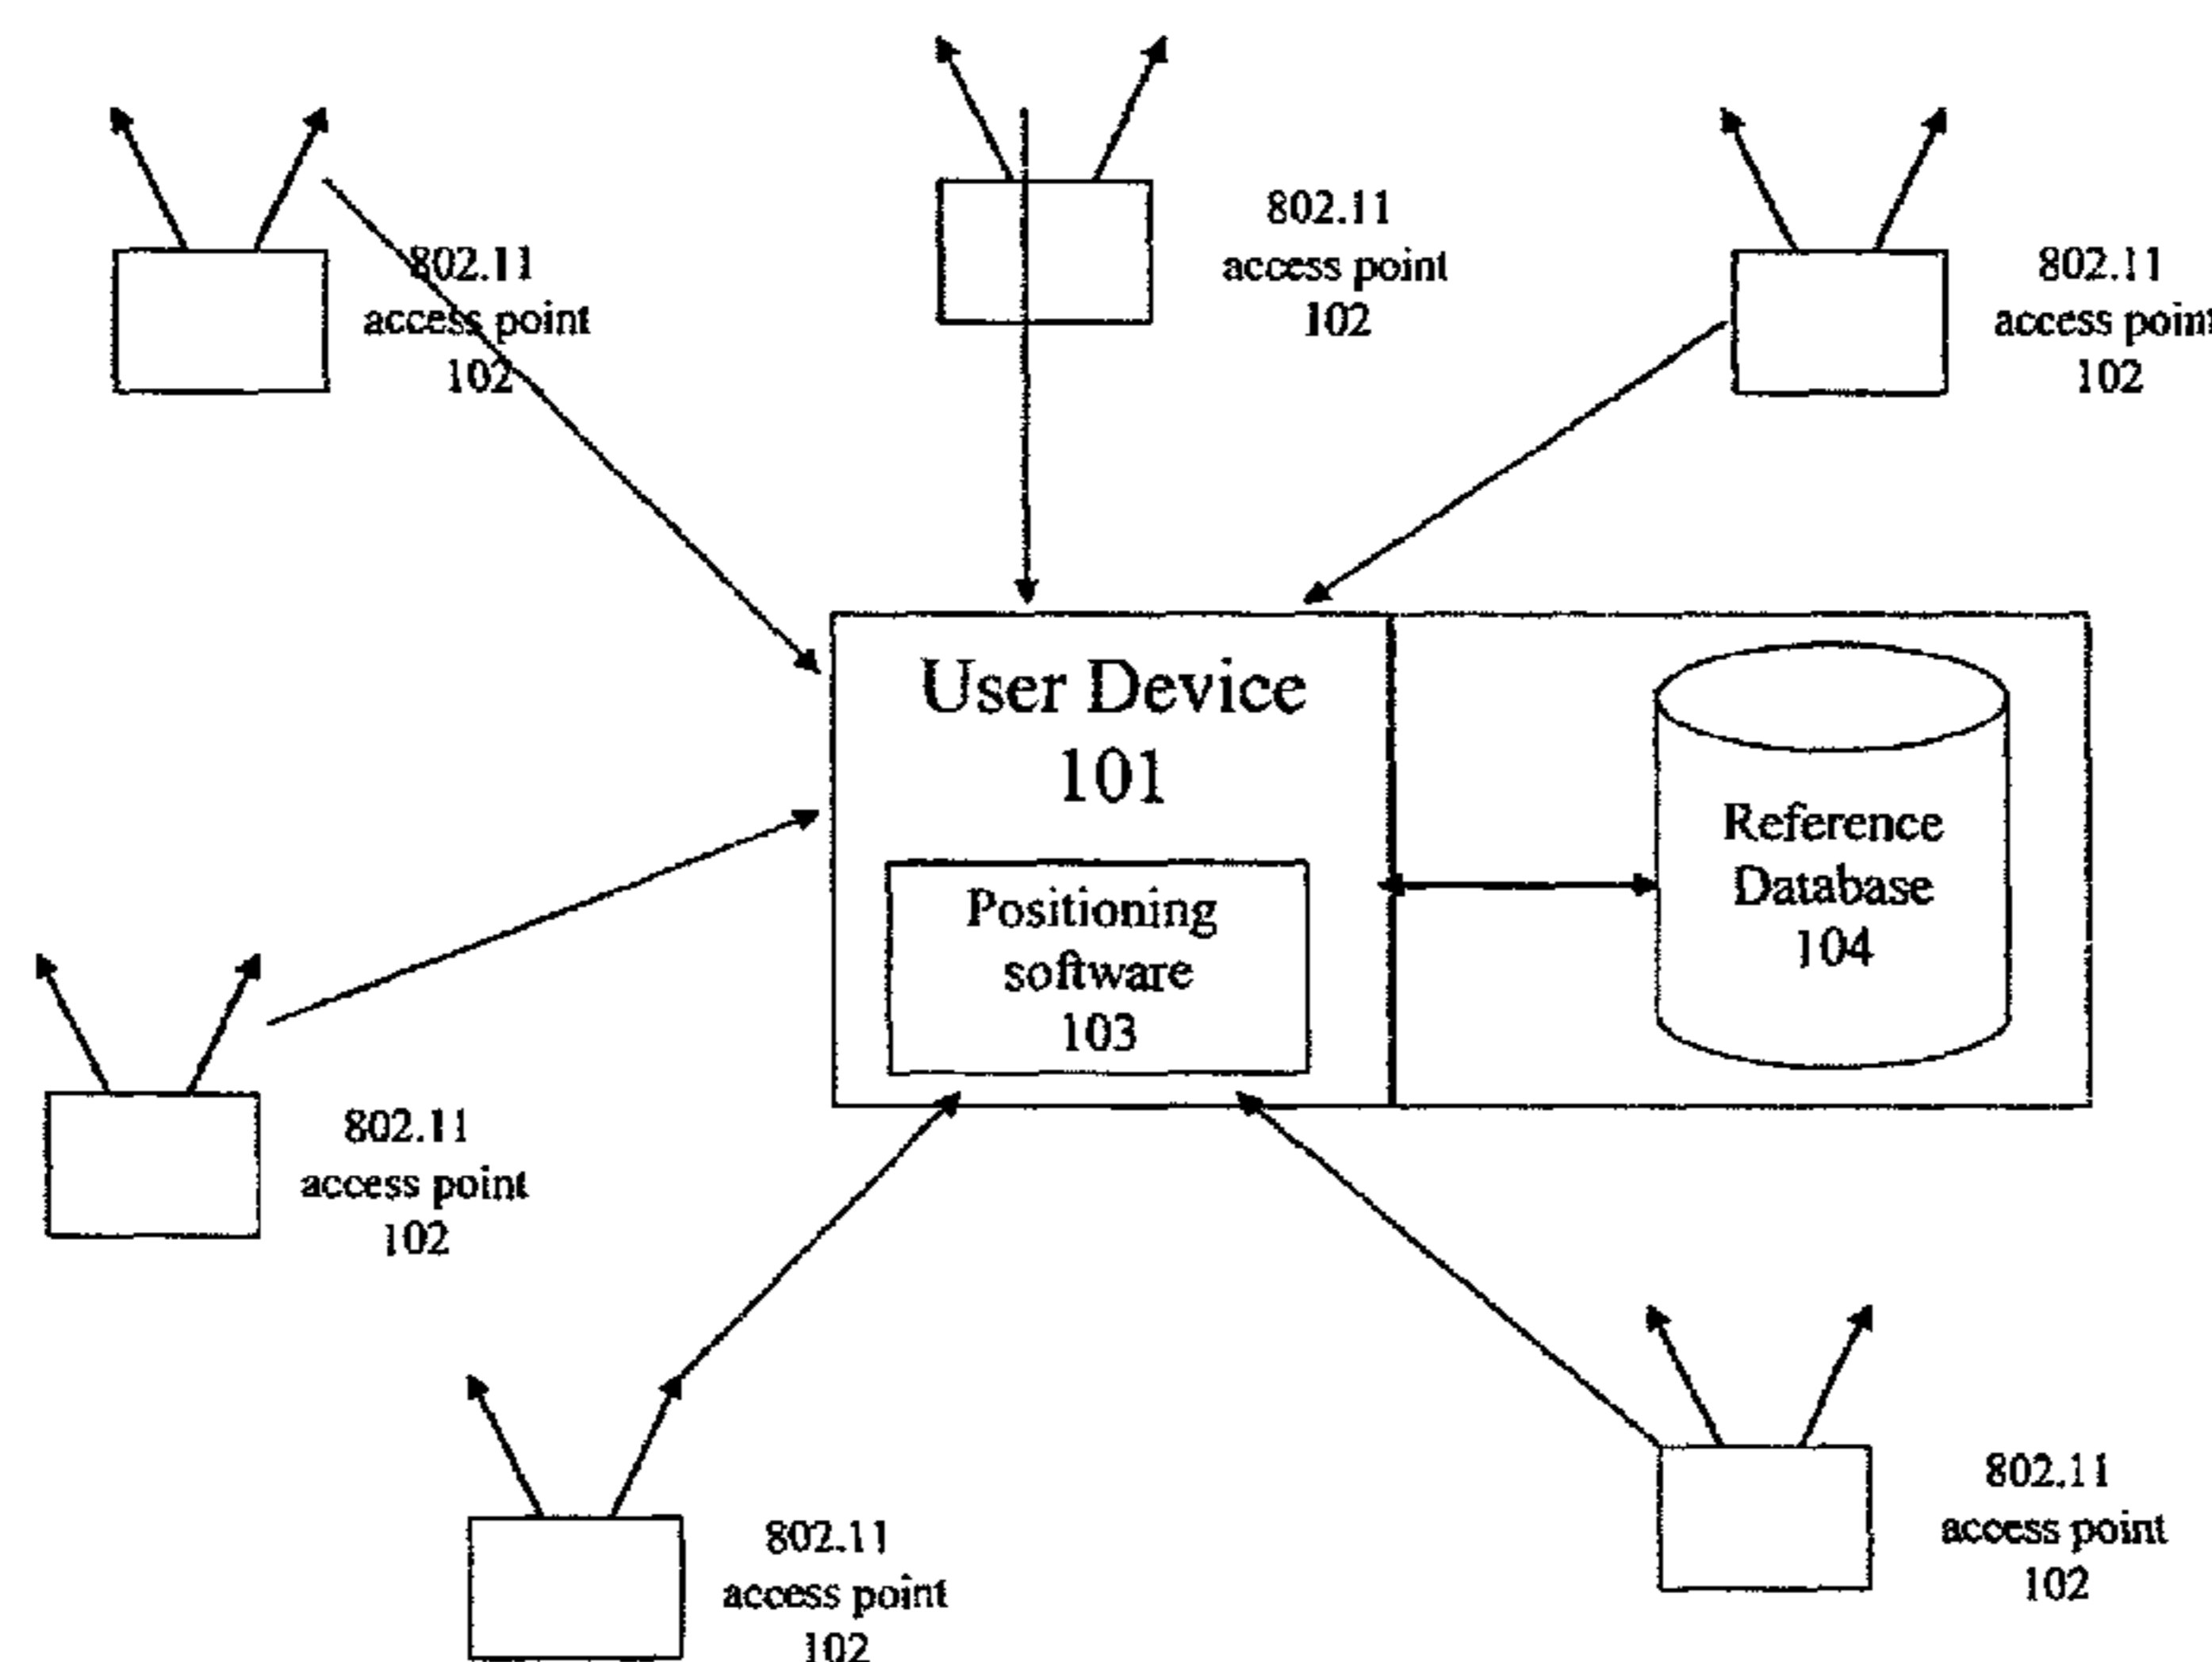 802.11
access point
102
802.11
access point
102
802.11
access point
102
User Device
101
Positioning
software
103
Reference
Database
104
802.11
access point
102
802.11
access point
102
802.11
access point
102